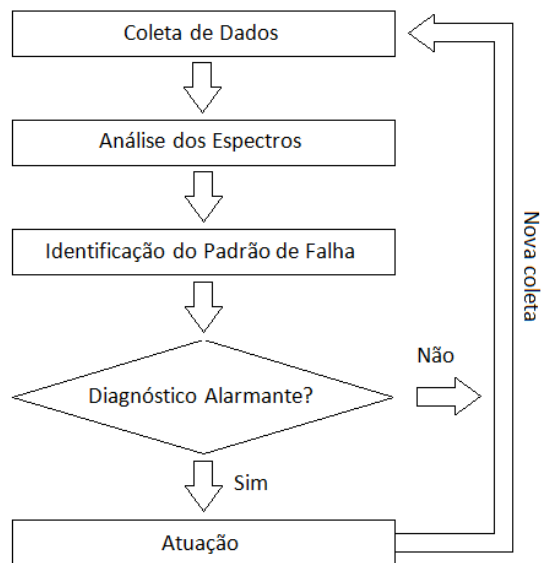 Coleta de Dados
Análise dos Espectros
Identificação do Padrão de Falha
Diagnóstico Alarmante?
Não
Sim
Atuação
Nova coleta